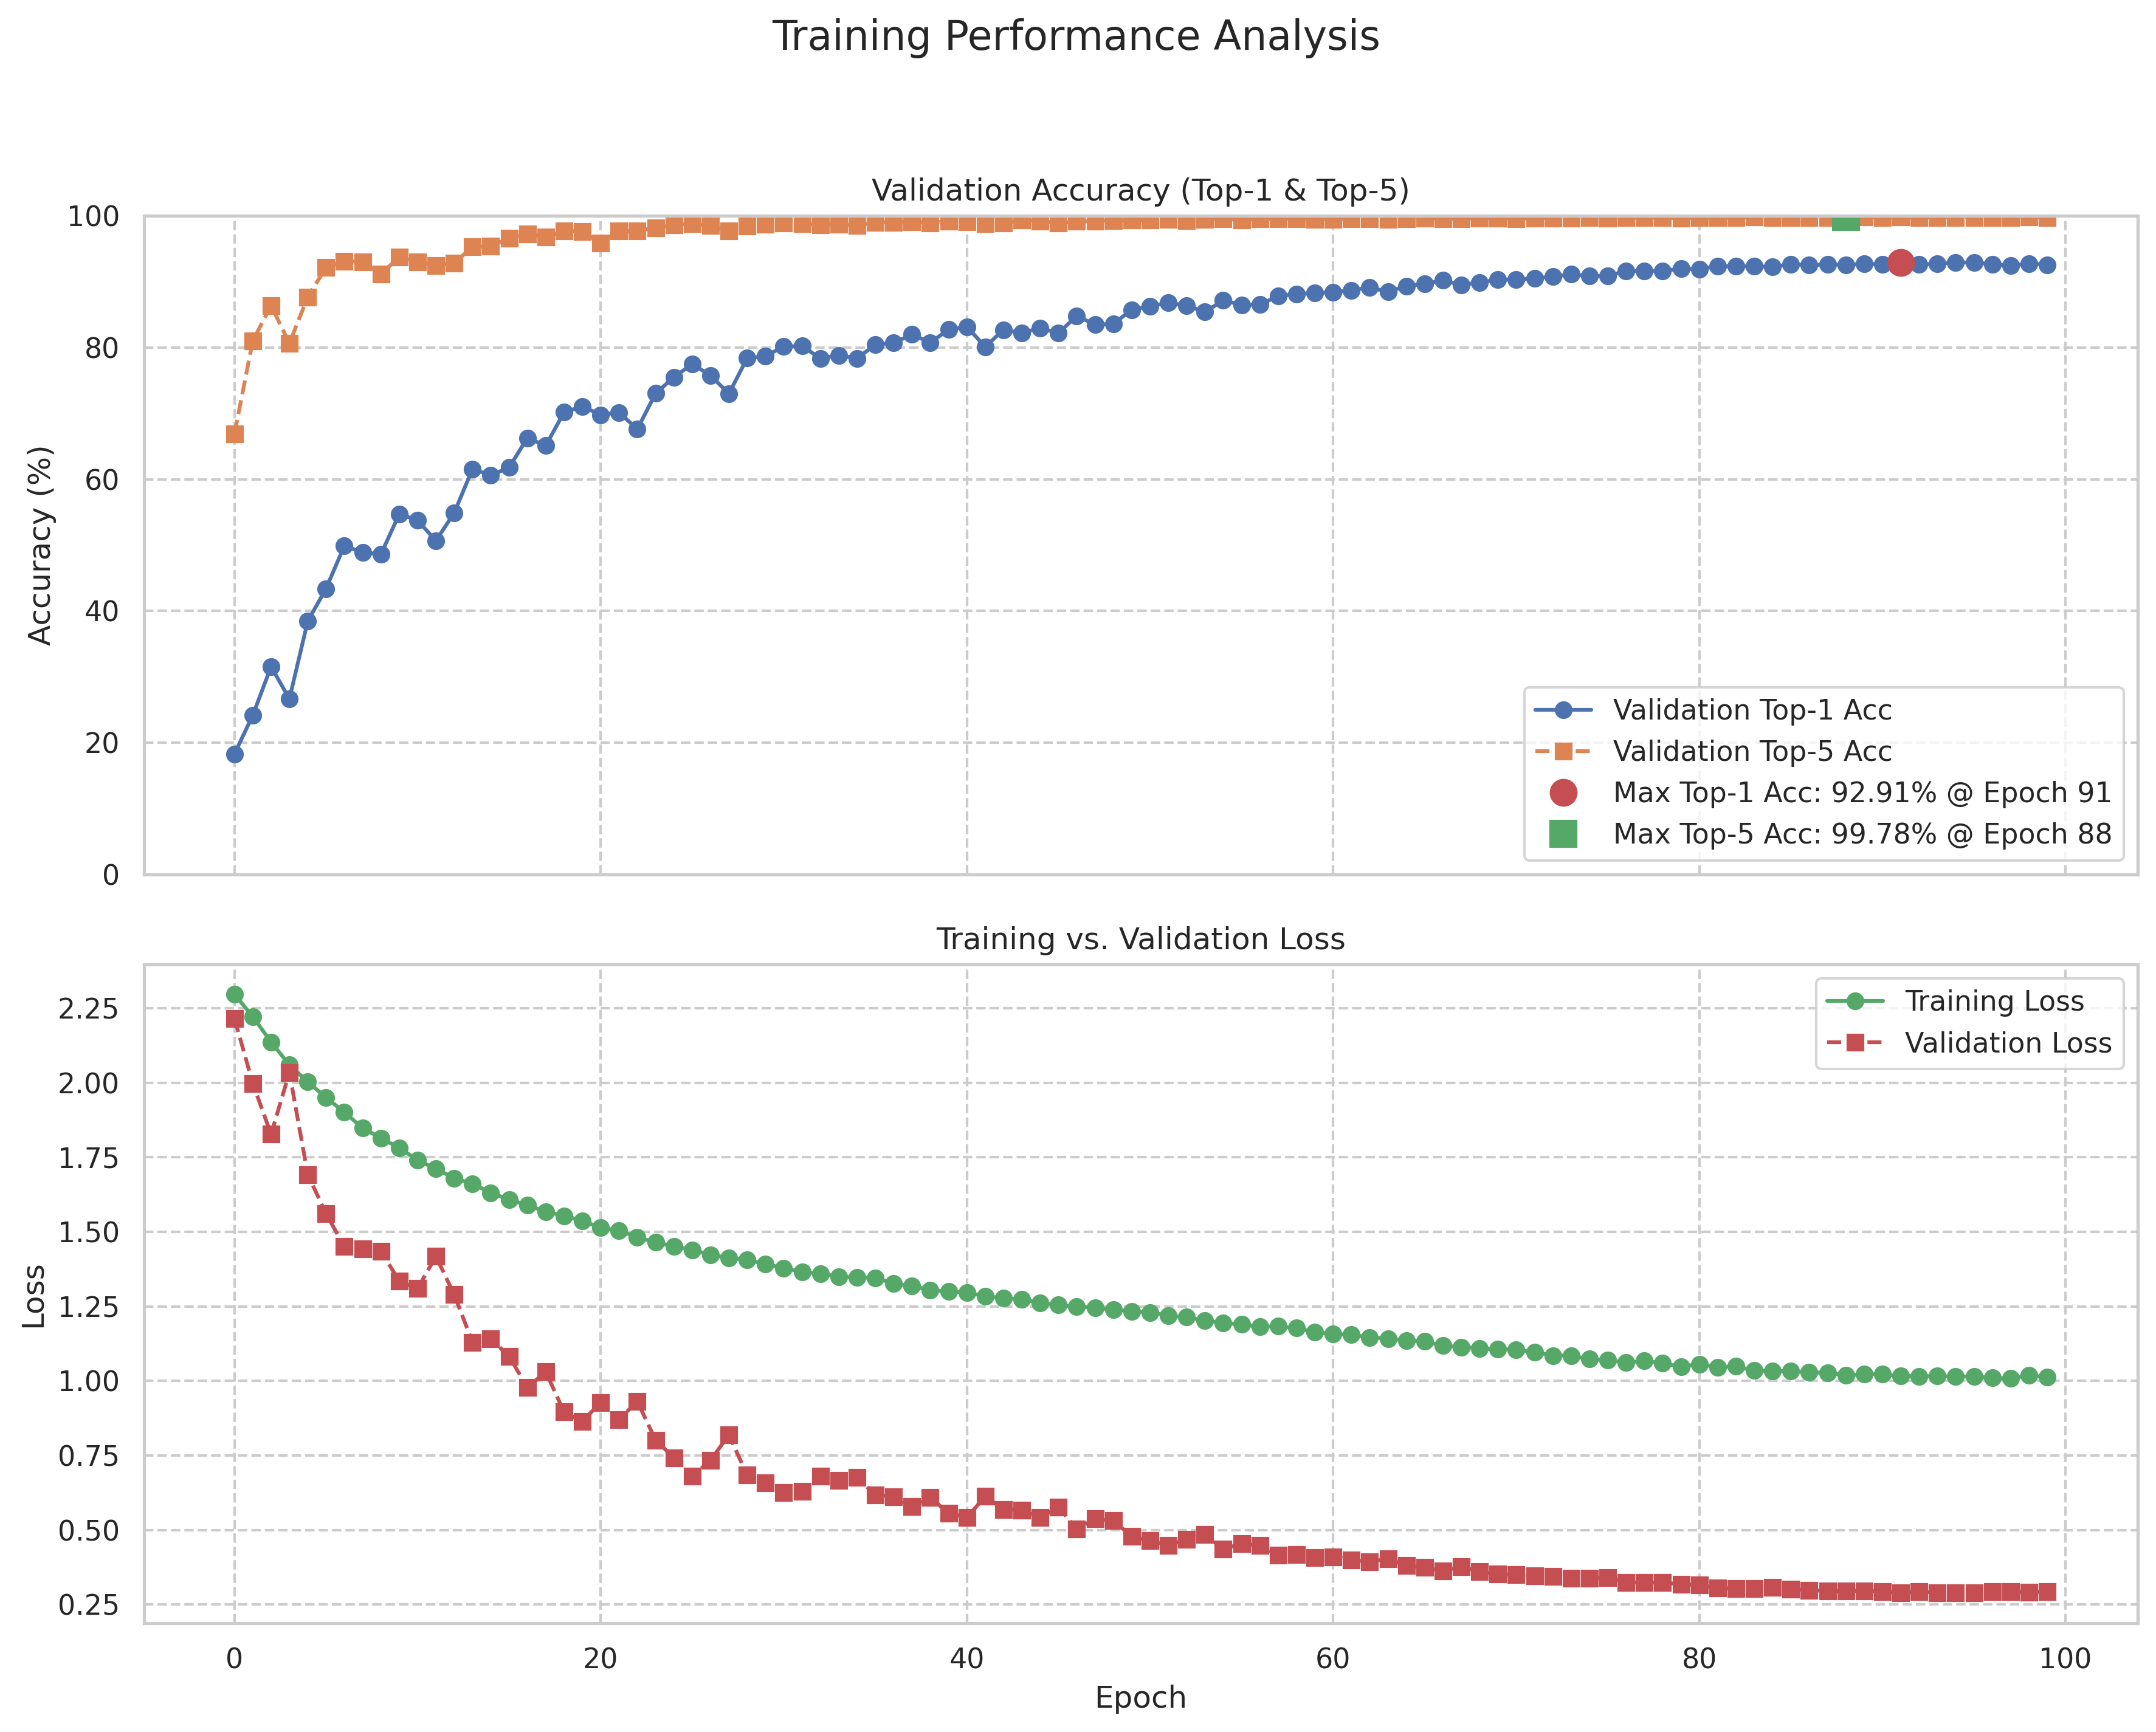 Training Performance Analysis
Validation Accuracy (Top-1 & Top-5)
Accuracy (%)
100
80
60
40
20
0
Validation Top-1 Acc
Validation Top-5 Acc
Max Top-1 Acc: 92.91% @ Epoch 91
Max Top-5 Acc: 99.78% @ Epoch 88
Training vs. Validation Loss
Loss
2.25
2.00
1.75
1.50
1.25
1.00
0.75
0.50
0.25
Training Loss
Validation Loss
0 20 40 60 80 100
Epoch